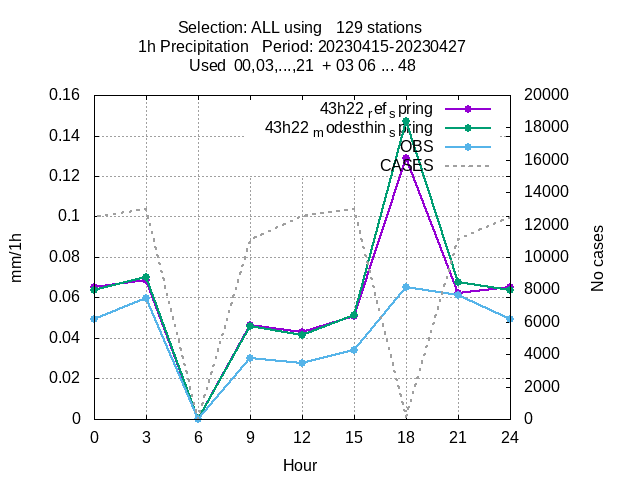 Selection: ALL using   129 stations
1h Precipitation   Period: 20230415-20230427
Used  00,03,...,21  + 03 06 ... 48
0.16
0.14
0.12
0.1
0.08
0.06
0.04
0.02
0
20000
18000
16000
14000
12000
10000
8000
6000
4000
2000
0
43h22_ref_spring
43h22_modesthin_spring
OBS
CASES
mm/1h
No cases
0 3 6 9 12 15 18 21 24
Hour